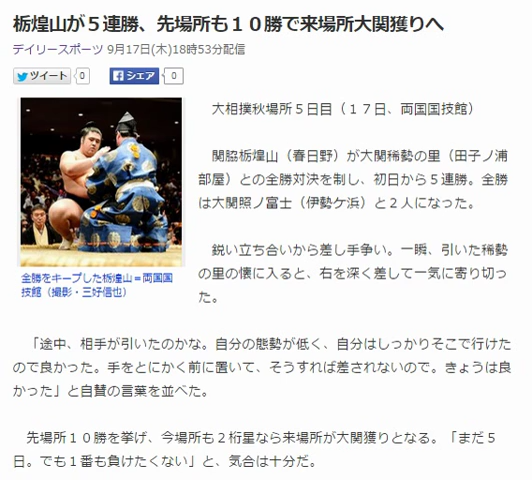 栃煌山が５連勝、先場所も１０勝で来場所大関獲りへ
デイリースポーツ 9月17日(木)18時53分配信
ツイート 0 シェア 0
大相撲秋場所５日目（１７日、両国国技館）
関脇栃煌山（春日野）が大関稀勢の里（田子ノ浦
部屋）との全勝対決を制し、初日から５連勝。全勝
は大関照ノ富士（伊勢ケ浜）と２人になった。
鋭い立ち合いから差し手争い。一瞬、引いた稀勢
の里の懐に入ると、右を深く差して一気に寄り切っ
た。
全勝をキープした栃煌山＝両国国
技館（撮影・三好信也）
「途中、相手が引いたのかな。自分の態勢が低く、自分はしっかりそこで行けた
ので良かった。手をとにかく前に置いて、そうすれば差されないので。きょうは良
かった」と自賛の言葉を並べた。
先場所１０勝を挙げ、今場所も２桁星なら来場所が大関獲りとなる。「まだ５
日。でも１番も負けたくない」と、気合は十分だ。